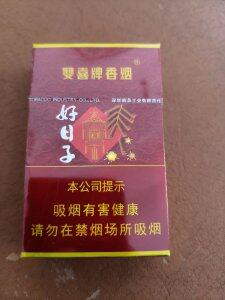 雙喜牌香烟
TOBACCO INDUSTRY CO.,LTD.
深圳烟草工业有限责任
好日子
本公司提示
吸烟有害健康
请勿在禁烟场所吸烟